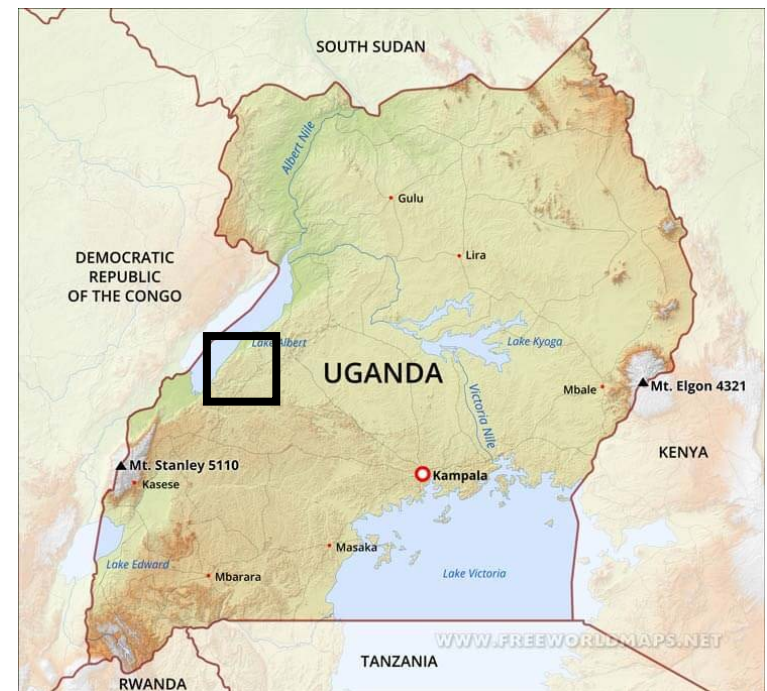 SOUTH SUDAN
Albert Nile
Gulu
DEMOCRATIC
REPUBLIC
OF THE CONGO
Lira
Lake Albert
Lake Kyoga
UGANDA
Mbale
Mt. Elgon 4321
Victoria Nile
KENYA
Mt. Stanley 5110
Kampala
Kasese
Masaka
Lake Edward
Mbarara
Lake Victoria
WWW.FREEWORLDMAPS.NET
TANZANIA
RWANDA